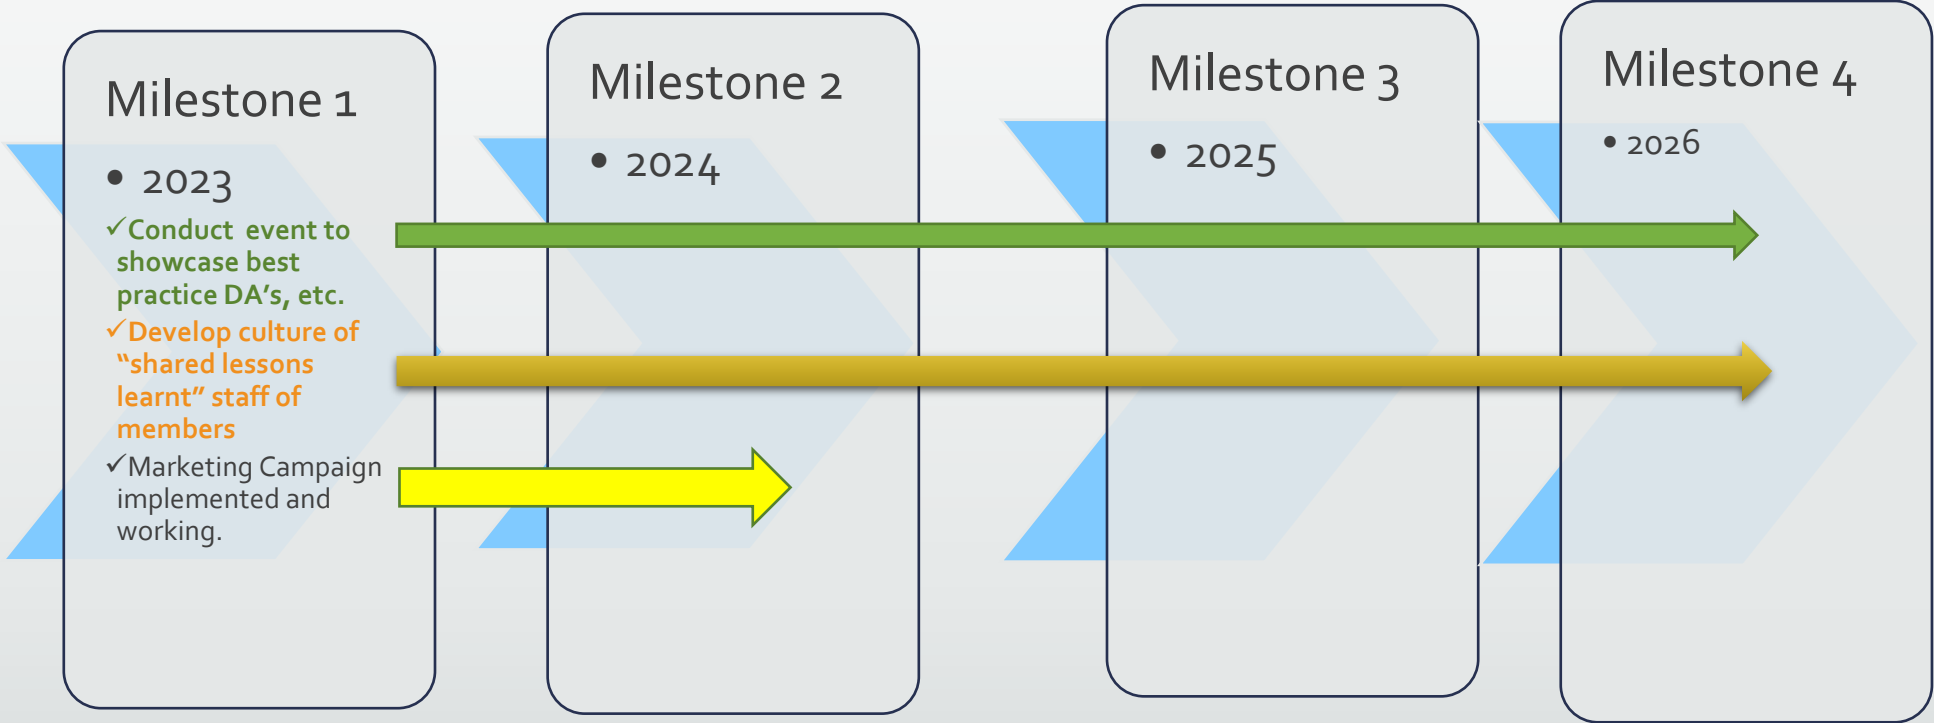 Milestone 1
• 2023
✓Conduct event to
showcase best
practice DA's, etc.
✓Develop culture of
“shared lessons
learnt” staff of
members
✓Marketing Campaign
implemented and
working.
Milestone 2
• 2024
Milestone 3
• 2025
Milestone 4
• 2026